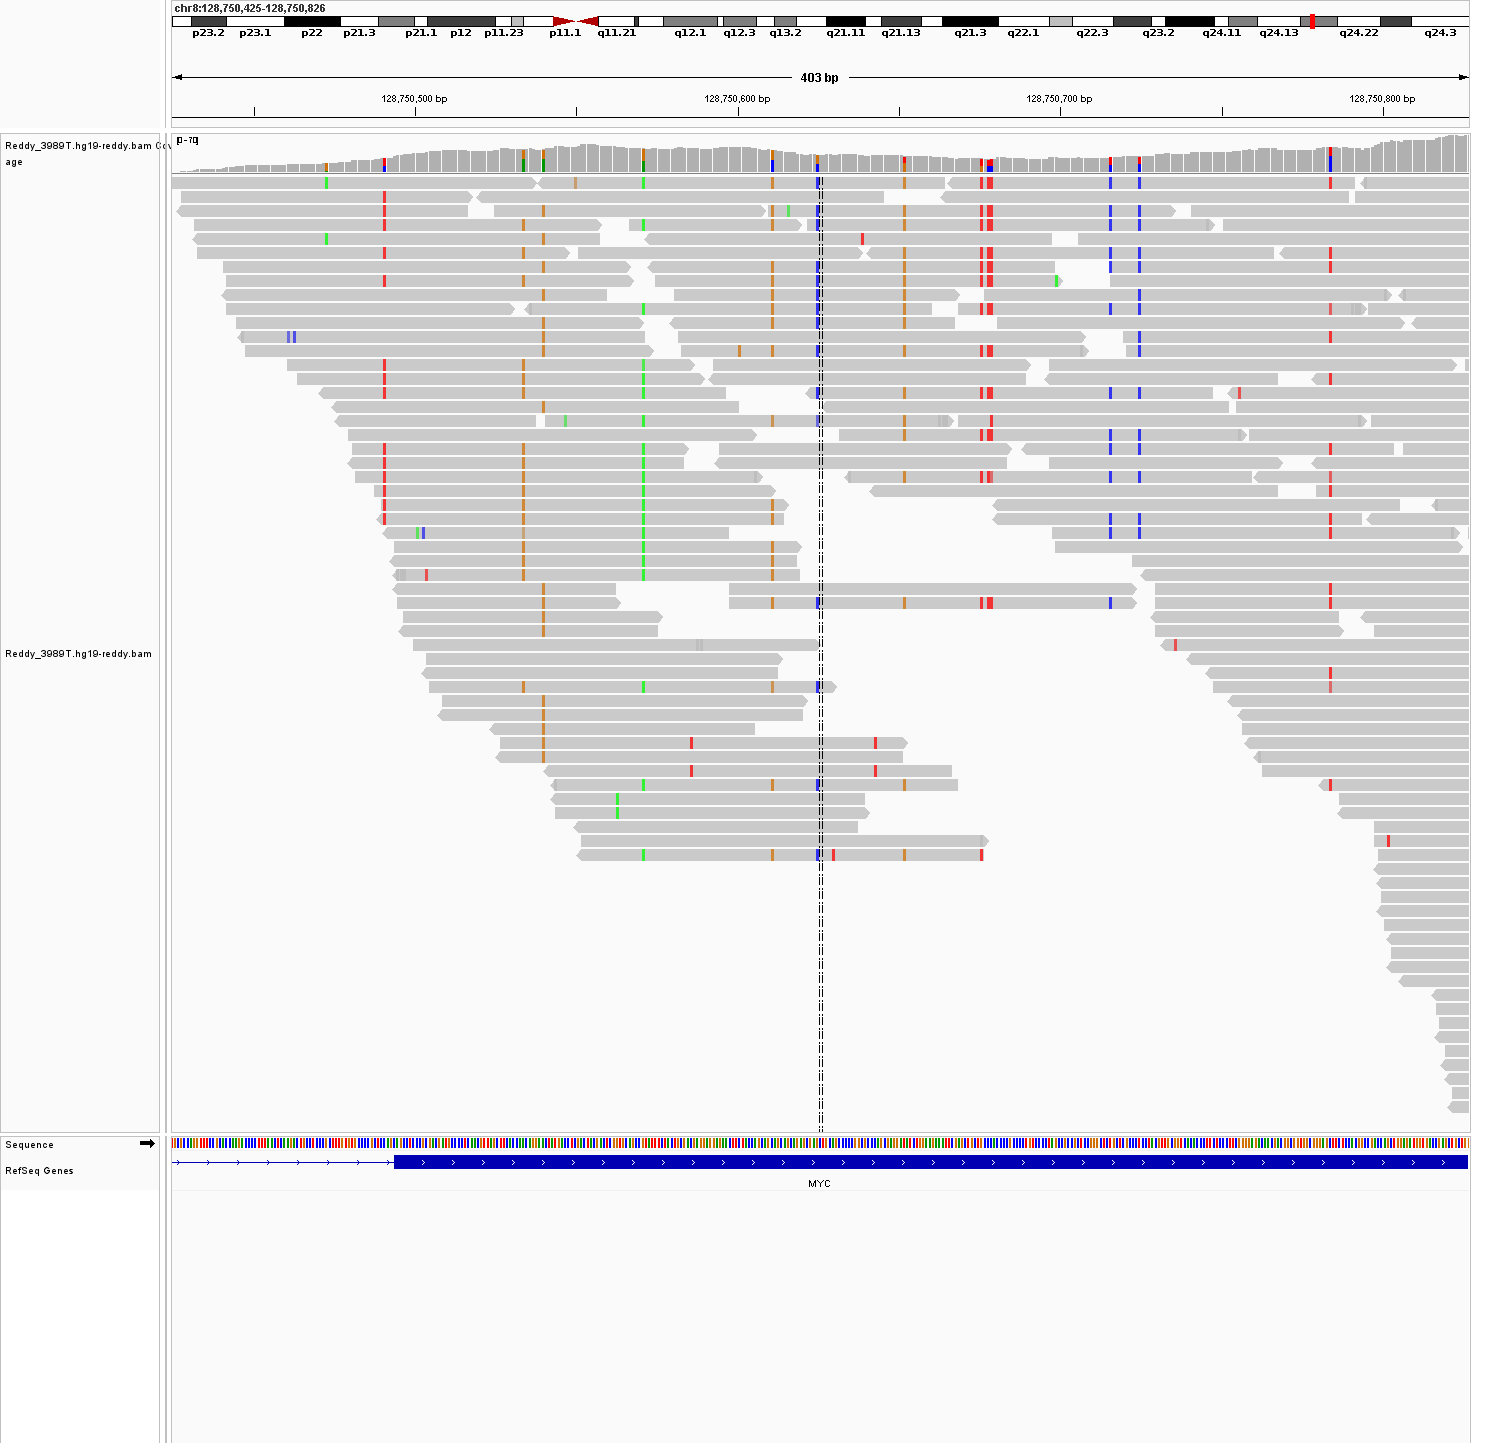 chr8:128,750,425-128,750,826
p23.2 p23.1 p22 p21.3 p21.1 p12 p11.23 p11.1 q11.21 q12.1 q12.3 q13.2 q21.11 q21.13 q21.3 q22.1 q22.3 q23.2 q24.11 q24.13 q24.22 q24.3
403 bp
128,750,500 bp 128,750,600 bp 128,750,700 bp 128,750,800 bp
Reddy_3989T.hg19-reddy.bam Cov
age
[0 - 70]
Reddy_3989T.hg19-reddy.bam
Sequence
RefSeq Genes
MYC